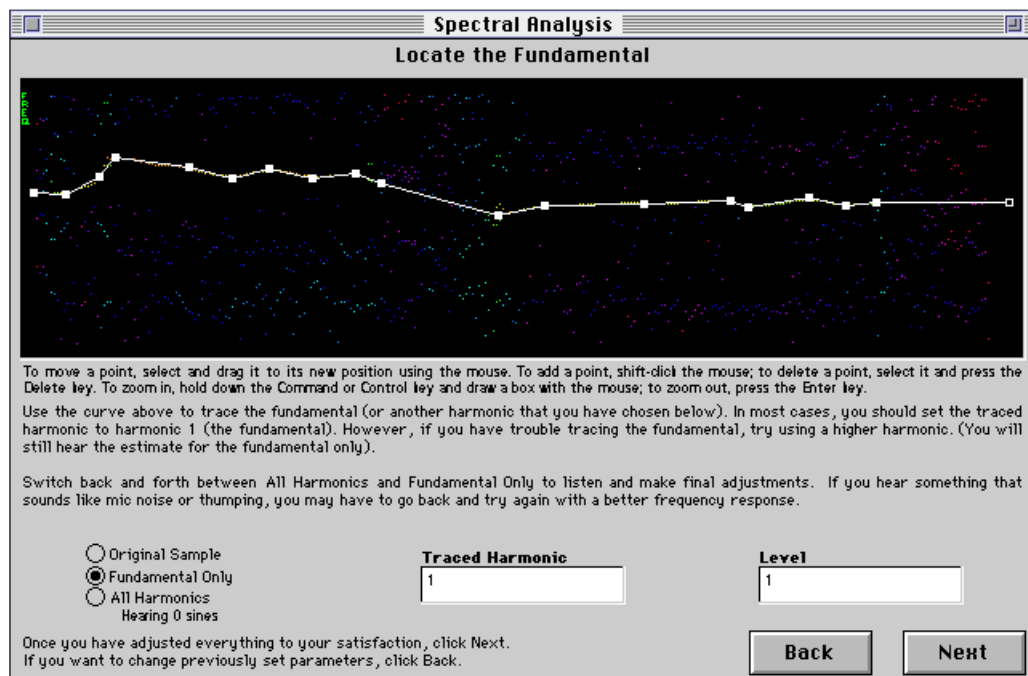 Spectral Analysis
Locate the Fundamental
FREQ
To move a point, select and drag it to its new position using the mouse. To add a point, shift-click the mouse; to delete a point, select it and press the
Delete key. To zoom in, hold down the Command or Control key and draw a box with the mouse; to zoom out, press the Enter key.
Use the curve above to trace the fundamental (or another harmonic that you have chosen below). In most cases, you should set the traced
harmonic to harmonic 1 (the fundamental). However, if you have trouble tracing the fundamental, try using a higher harmonic. (You will
still hear the estimate for the fundamental only).
Switch back and forth between All Harmonics and Fundamental Only to listen and make final adjustments. If you hear something that
sounds like mic noise or thumping, you may have to go back and try again with a better frequency response.
Original Sample
Fundamental Only
All Harmonics
Hearing 0 sines
Traced Harmonic
1
Level
1
Once you have adjusted everything to your satisfaction, click Next.
If you want to change previously set parameters, click Back.
Back
Next